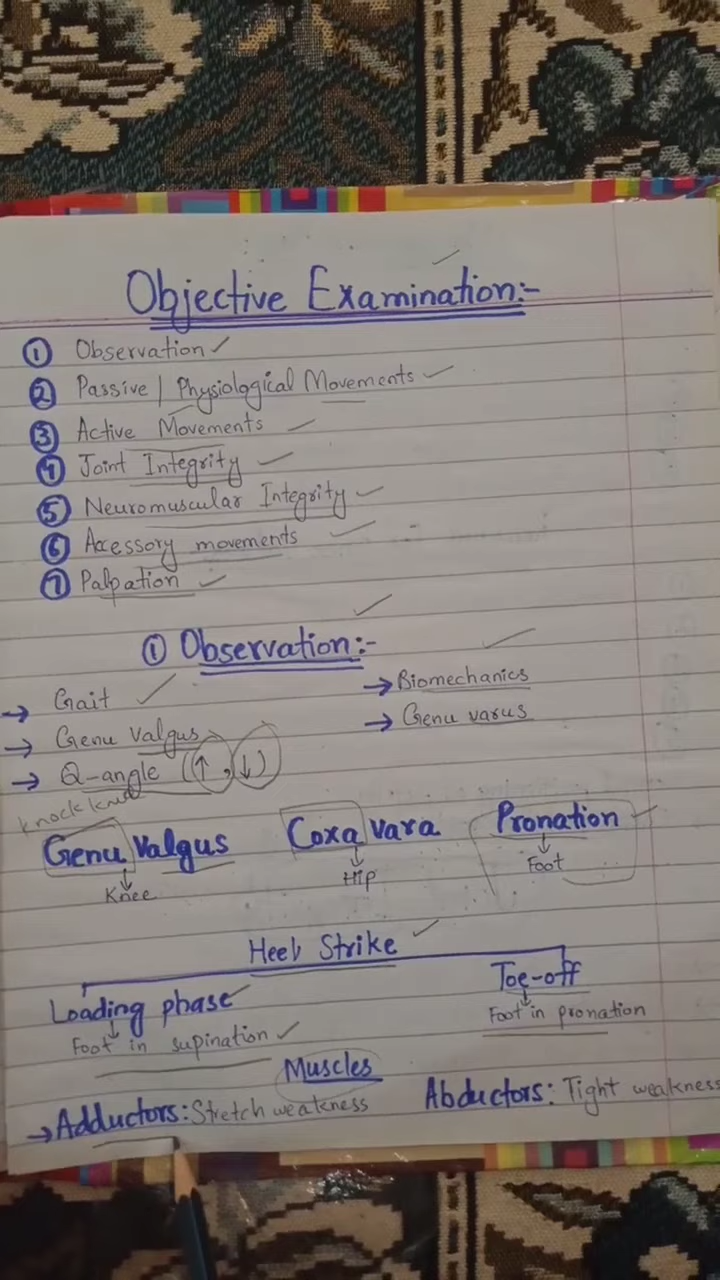 Objective Examination:-
① Observation ✓
② Passive / Physiological Movements ✓
③ Active Movements
④ Joint Integrity ✓
⑤ Neuromuscular Integrity ✓
⑥ Accessory movements ✓
⑦ Palpation ✓
① Observation:-
→ Gait ✓
→ Biomechanics
→ Genu valgus
→ Genu varus
→ Q-angle (↑, ↓)
knock knee
Genu Valgus Coxa vara Pronation
↓ Knee ↓ Hip ↓ Foot
Heel Strike ✓
Loading phase Toe-off
↓ Foot in supination ✓ ↓ Foot in pronation
Muscles
→ Adductors: Stretch weakness Abductors: Tight weakness